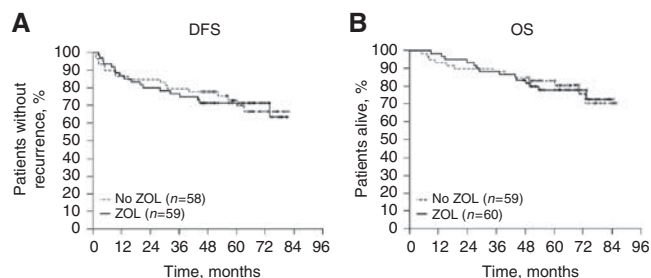 A
DFS
Patients without
recurrence, %
100
90
80
70
60
50
40
30
20
10
0
No ZOL (n=58)
ZOL (n=59)
0 12 24 36 48 60 72 84 96
Time, months
B
OS
Patients alive, %
100
90
80
70
60
50
40
30
20
10
0
No ZOL (n=59)
ZOL (n=60)
0 12 24 36 48 60 72 84 96
Time, months